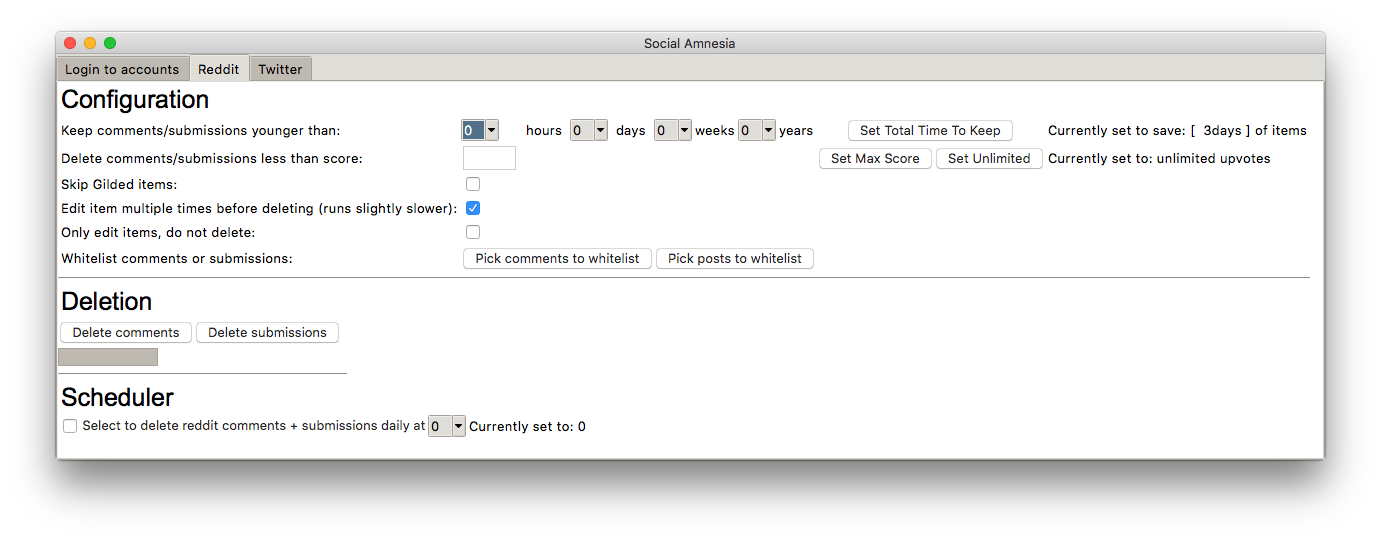 Social Amnesia
Login to accounts Reddit Twitter
Configuration
Keep comments/submissions younger than: 0 hours 0 days 0 weeks 0 years Set Total Time To Keep Currently set to save: [ 3days ] of items
Delete comments/submissions less than score: Set Max Score Set Unlimited Currently set to: unlimited upvotes
Skip Gilded items:
Edit item multiple times before deleting (runs slightly slower):
Only edit items, do not delete:
Whitelist comments or submissions: Pick comments to whitelist Pick posts to whitelist
Deletion
Delete comments Delete submissions
Scheduler
Select to delete reddit comments + submissions daily at 0 Currently set to: 0